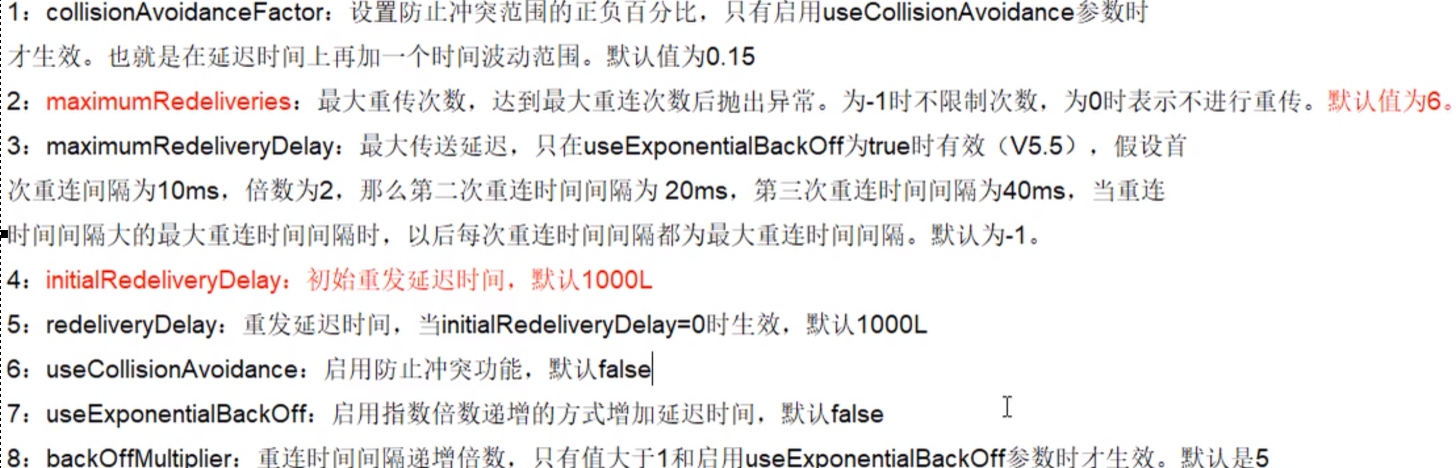 1：collisionAvoidanceFactor：设置防止冲突范围的正负百分比，只有启用useCollisionAvoidance参数时
才生效。也就是在延迟时间上再加一个时间波动范围。默认值为0.15
2：maximumRedeliveries：最大重传次数，达到最大重连次数后抛出异常。为-1时不限制次数，为0时表示不进行重传。默认值为6。
3：maximumRedeliveryDelay：最大传送延迟，只在useExponentialBackOff为true时有效（V5.5），假设首
次重连间隔为10ms，倍数为2，那么第二次重连时间间隔为 20ms，第三次重连时间间隔为40ms，当重连
时间间隔大的最大重连时间间隔时，以后每次重连时间间隔都为最大重连时间间隔。默认为-1。
4：initialRedeliveryDelay：初始重发延迟时间，默认1000L
5：redeliveryDelay：重发延迟时间，当initialRedeliveryDelay=0时生效，默认1000L
6：useCollisionAvoidance：启用防止冲突功能，默认false
7：useExponentialBackOff：启用指数倍数递增的方式增加延迟时间，默认false
8：backOffMultiplier：重连时间间隔递增倍数，只有值大于1和启用useExponentialBackOff参数时才生效。默认是5